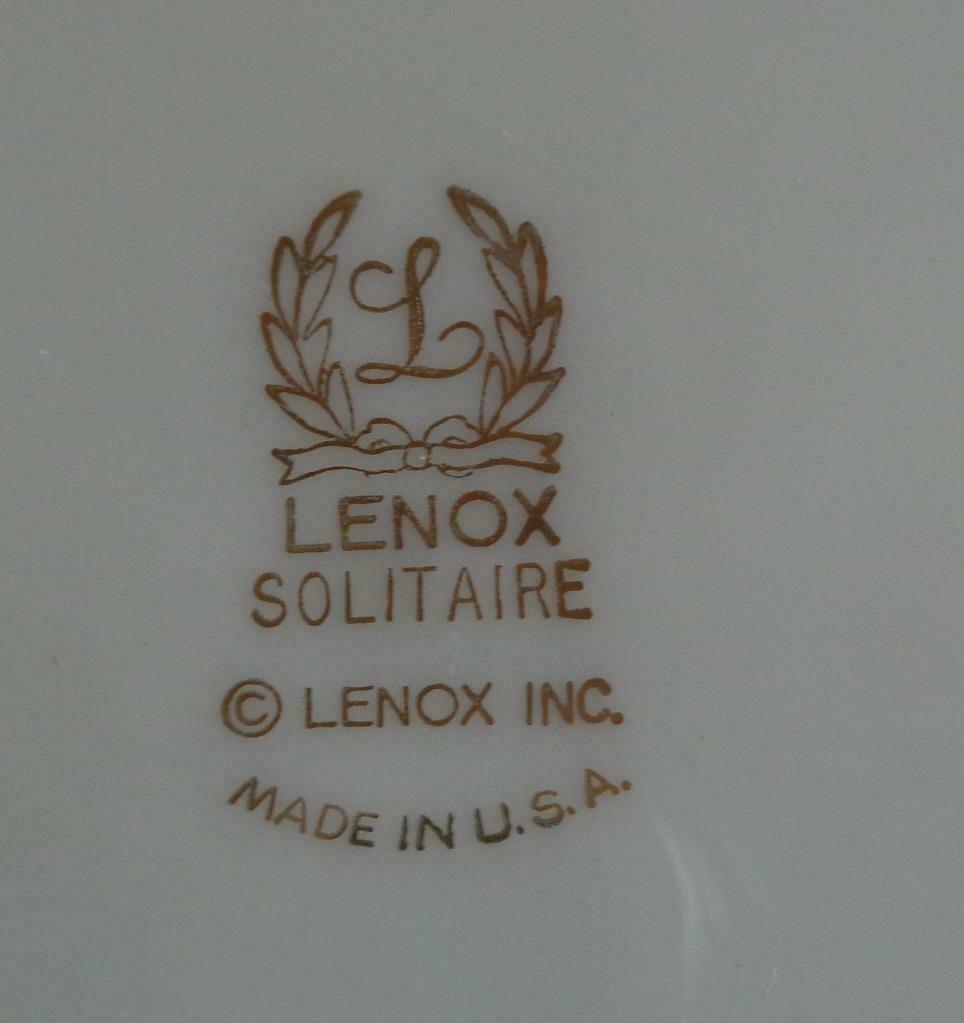 L
LENOX
SOLITAIRE
© LENOX INC.
MADE IN U.S.A.